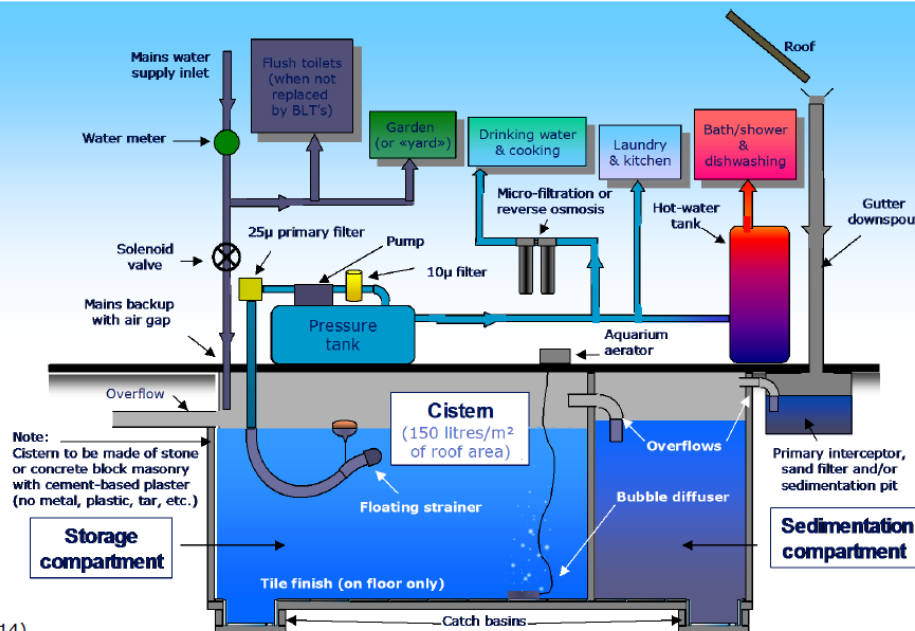 Mains water
supply inlet
Flush toilets
(when not
replaced
by BLT's)
Roof
Water meter
Garden
(or «yard»)
Drinking water
& cooking
Laundry
& kitchen
Bath/shower
&
dishwashing
Micro-filtration or
reverse osmosis
Hot-water
tank
Gutter
downspou
Solenoid
valve
25µ primary filter
Pump
10µ filter
Mains backup
with air gap
Pressure
tank
Aquarium
aerator
Overflow
Cistern
(150 litres/m²
of roof area)
Overflows
Note:
Cistern to be made of stone
or concrete block masonry
with cement-based plaster
(no metal, plastic, tar, etc.)
Primary interceptor,
sand filter and/or
sedimentation pit
Floating strainer
Bubble diffuser
Storage
compartment
Sedimentation
compartment
Tile finish (on floor only)
Catch basins
14)